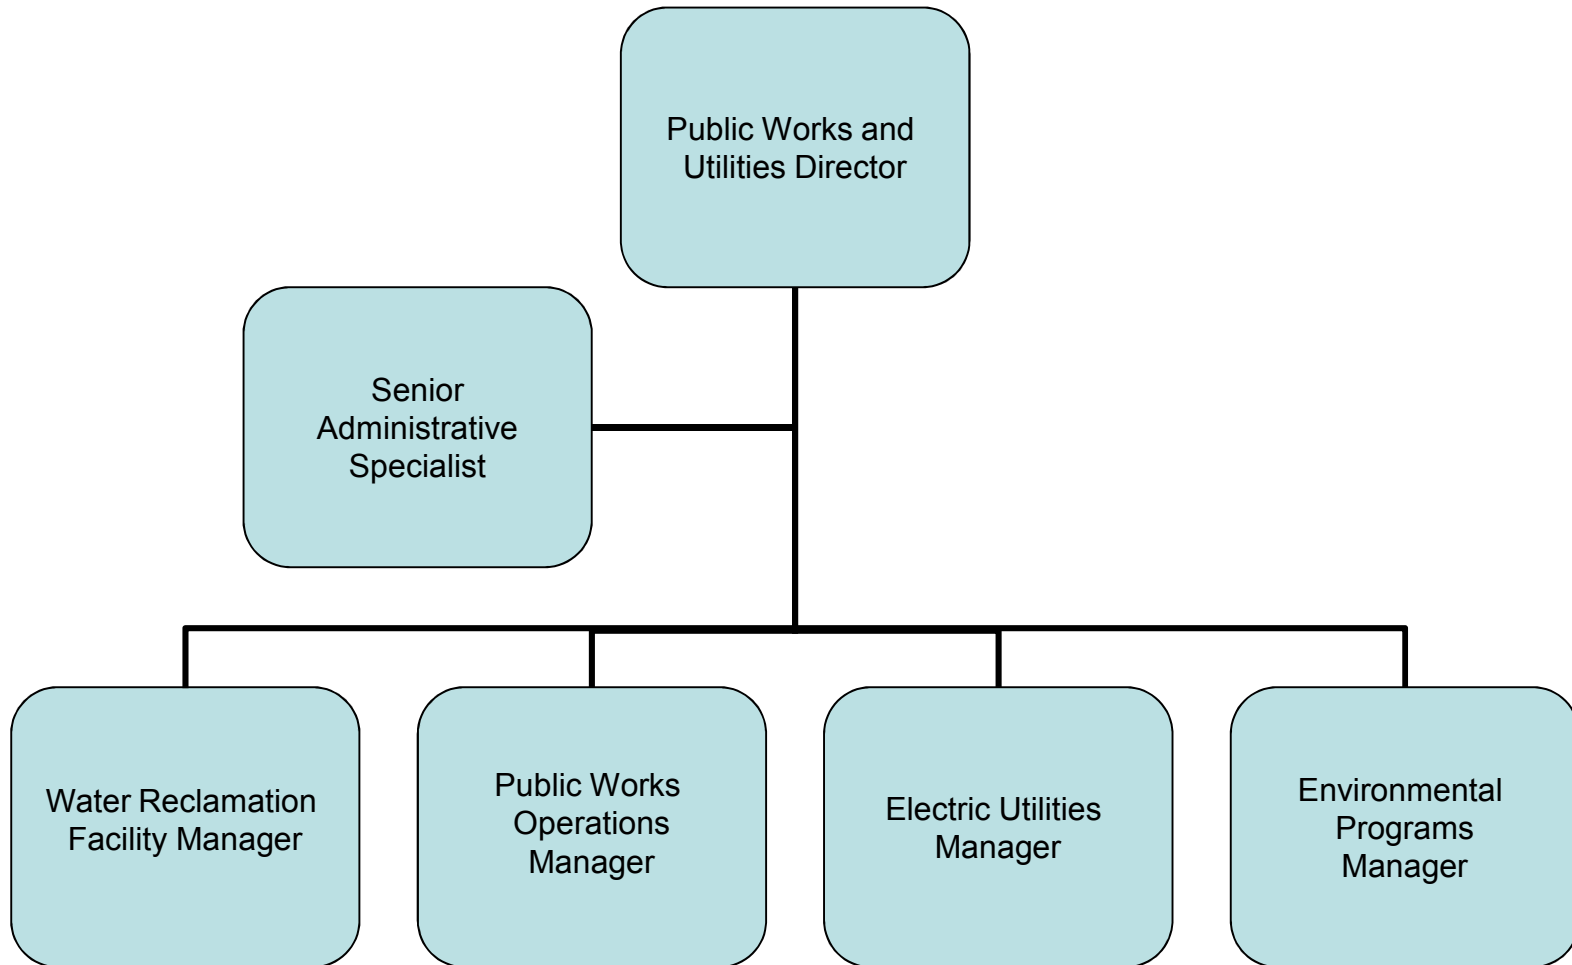 Public Works and
Utilities Director
Senior
Administrative
Specialist
Water Reclamation
Facility Manager
Public Works
Operations
Manager
Electric Utilities
Manager
Environmental
Programs
Manager